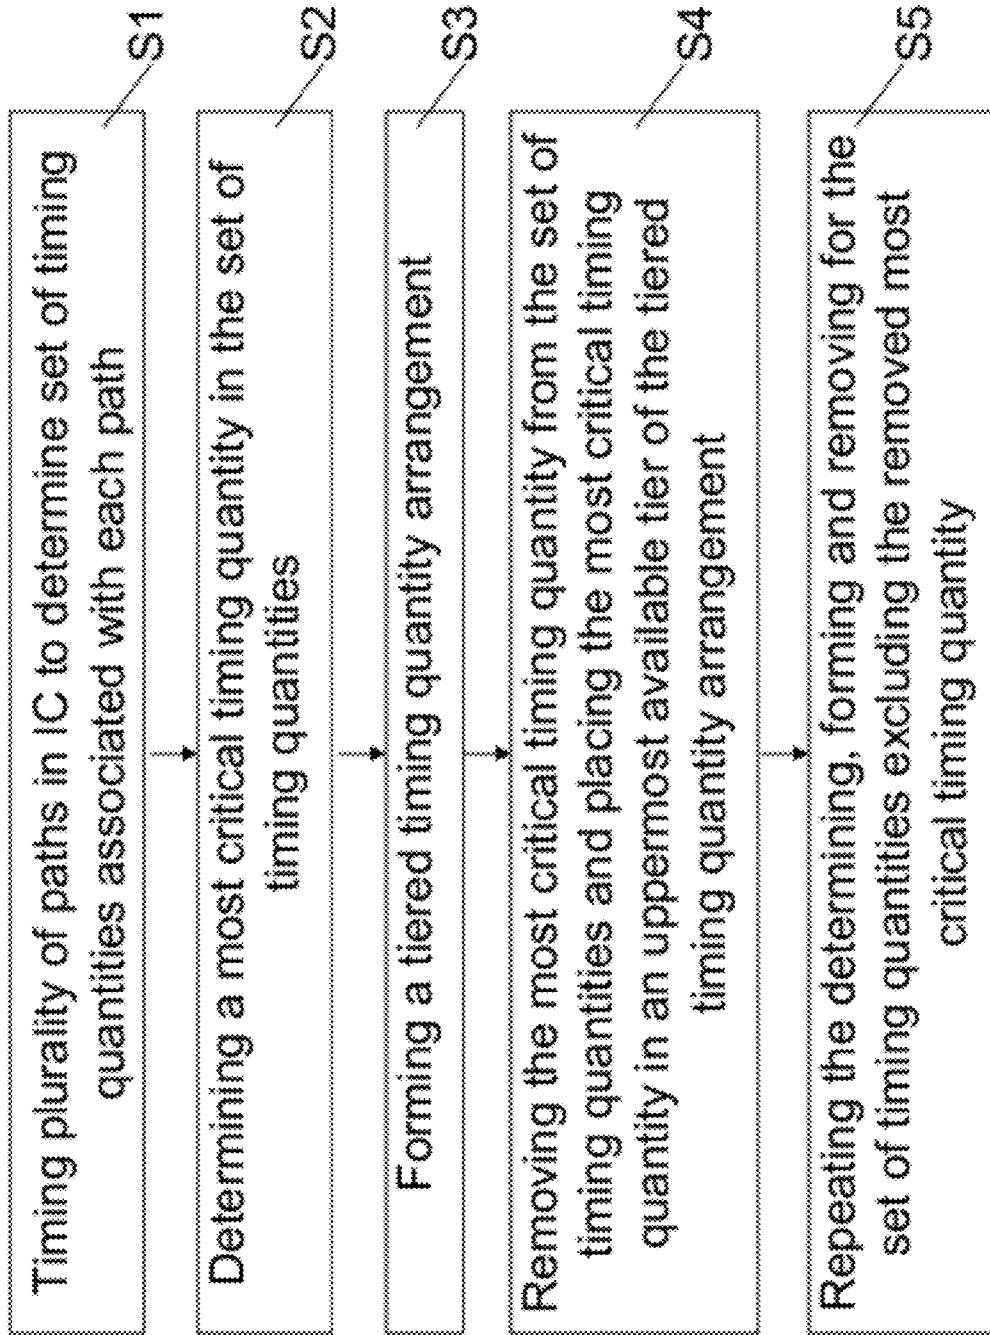 Timing plurality of paths in IC to determine set of timing
quantities associated with each path
S1
Determining a most critical timing quantity in the set of
timing quantities
S2
Forming a tiered timing quantity arrangement
S3
Removing the most critical timing quantity from the set of
timing quantities and placing the most critical timing
quantity in an uppermost available tier of the tiered
timing quantity arrangement
S4
Repeating the determining, forming and removing for the
set of timing quantities excluding the removed most
critical timing quantity
S5